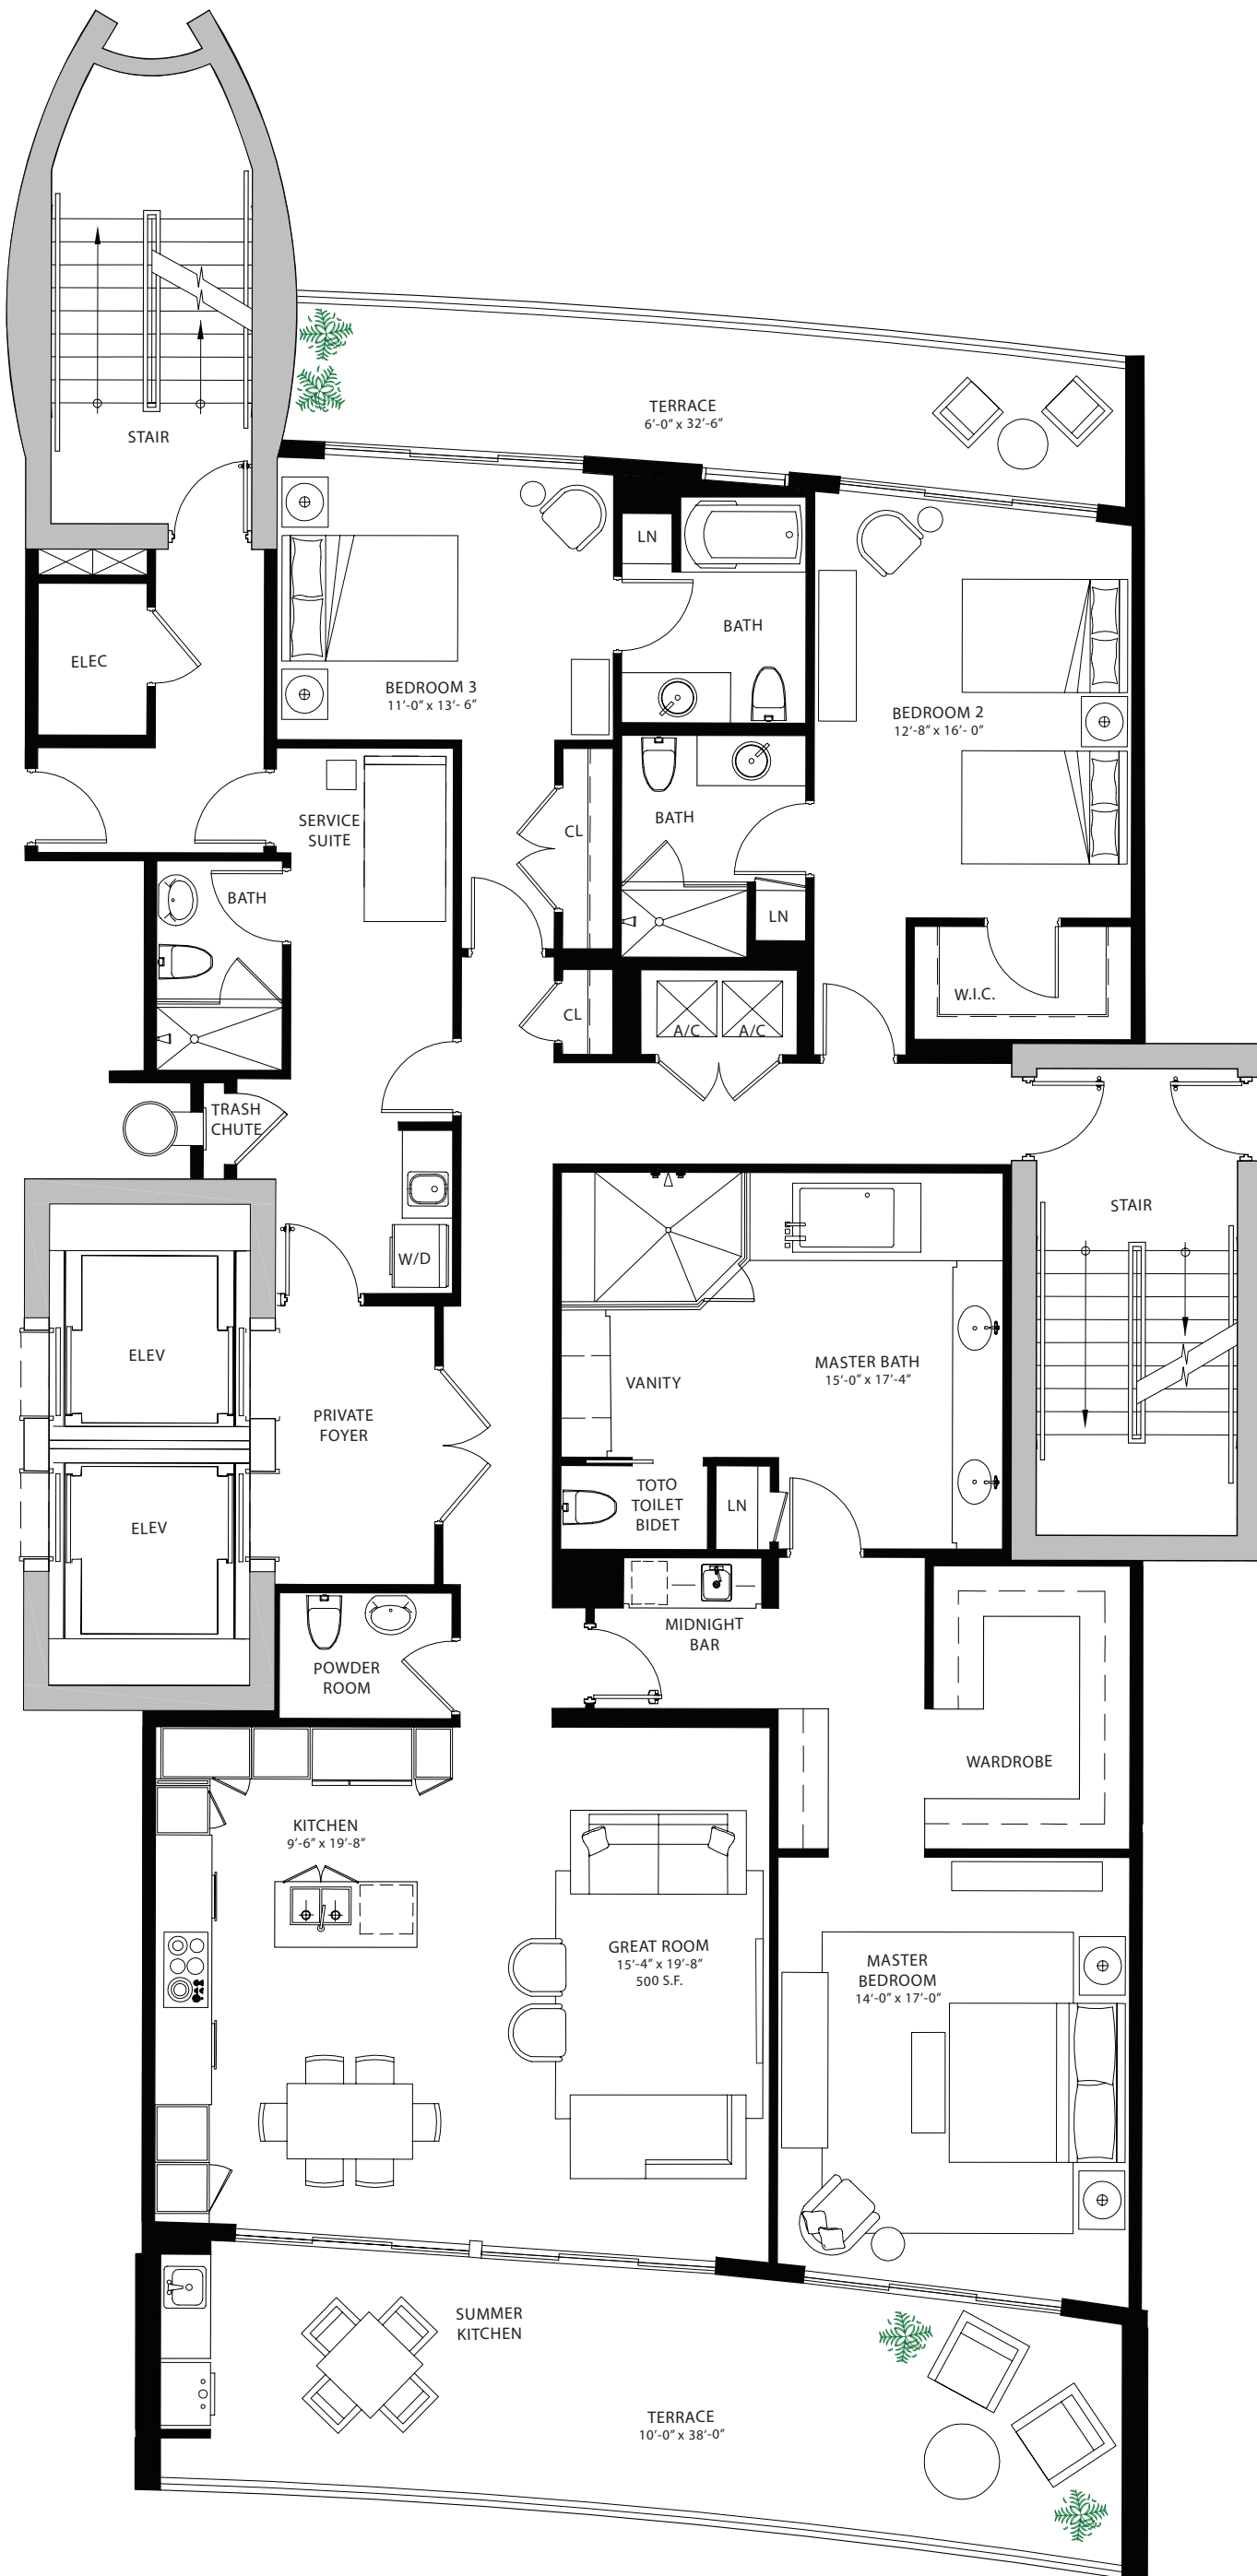 STAIR
TERRACE
6'-0" x 32'-6"
LN
BATH
ELEC
BEDROOM 3
11'-0" x 13'- 6"
BEDROOM 2
12'-8" x 16'- 0"
SERVICE
SUITE
CL
BATH
BATH
LN
W.I.C.
CL
A/C
A/C
TRASH
CHUTE
STAIR
W/D
ELEV
VANITY
MASTER BATH
15'-0" x 17'-4"
PRIVATE
FOYER
TOTO
TOILET
BIDET
LN
ELEV
MIDNIGHT
BAR
POWDER
ROOM
WARDROBE
KITCHEN
9'-6" x 19'-8"
GREAT ROOM
15'-4" x 19'-8"
500 S.F.
MASTER
BEDROOM
14'-0" x 17'-0"
SUMMER
KITCHEN
TERRACE
10'-0" x 38'-0"